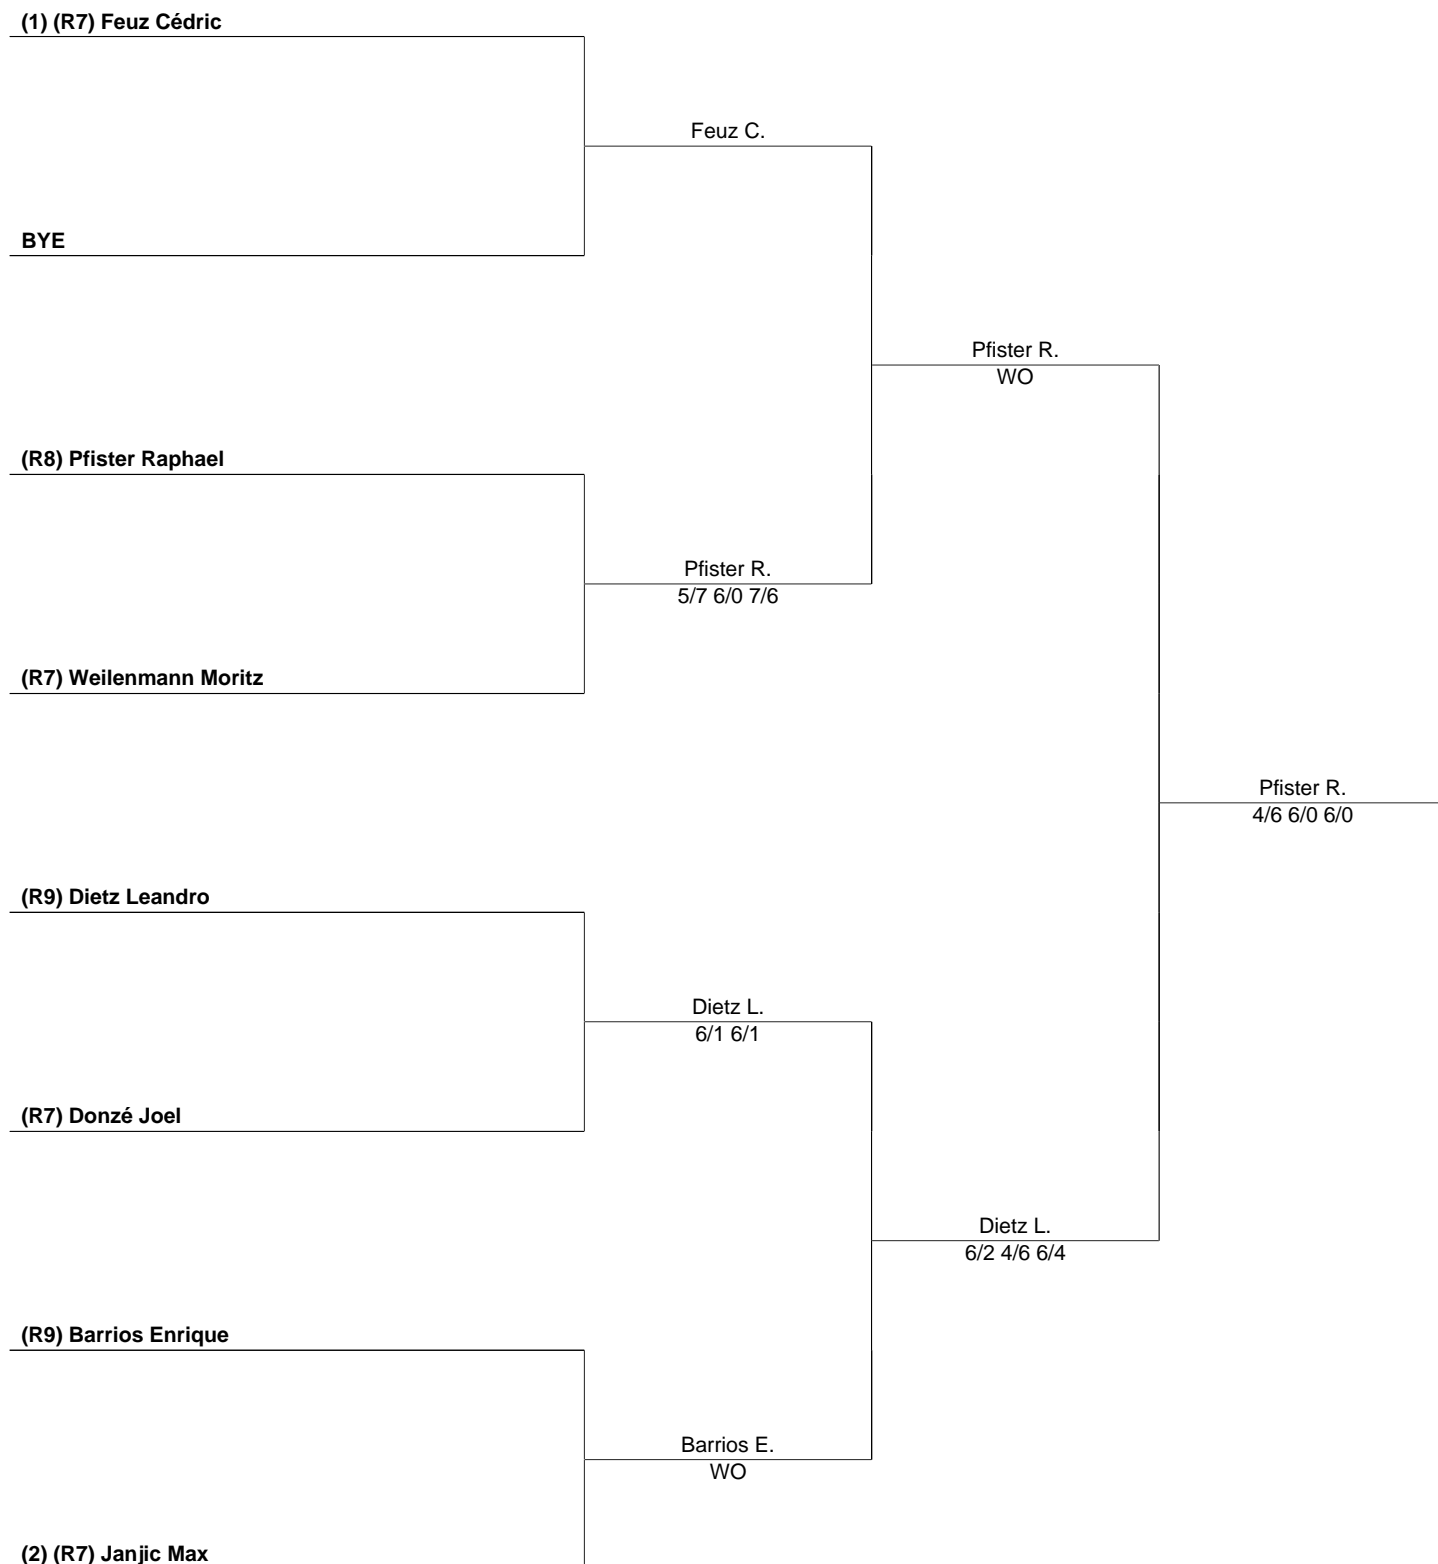 (1) (R7) Feuz Cédric
Feuz C.
BYE
Pfister R.
WO
(R8) Pfister Raphael
Pfister R.
5/7 6/0 7/6
(R7) Weilenmann Moritz
Pfister R.
4/6 6/0 6/0
(R9) Dietz Leandro
Dietz L.
6/1 6/1
(R7) Donzé Joel
Dietz L.
6/2 4/6 6/4
(R9) Barrios Enrique
Barrios E.
WO
(2) (R7) Janjic Max